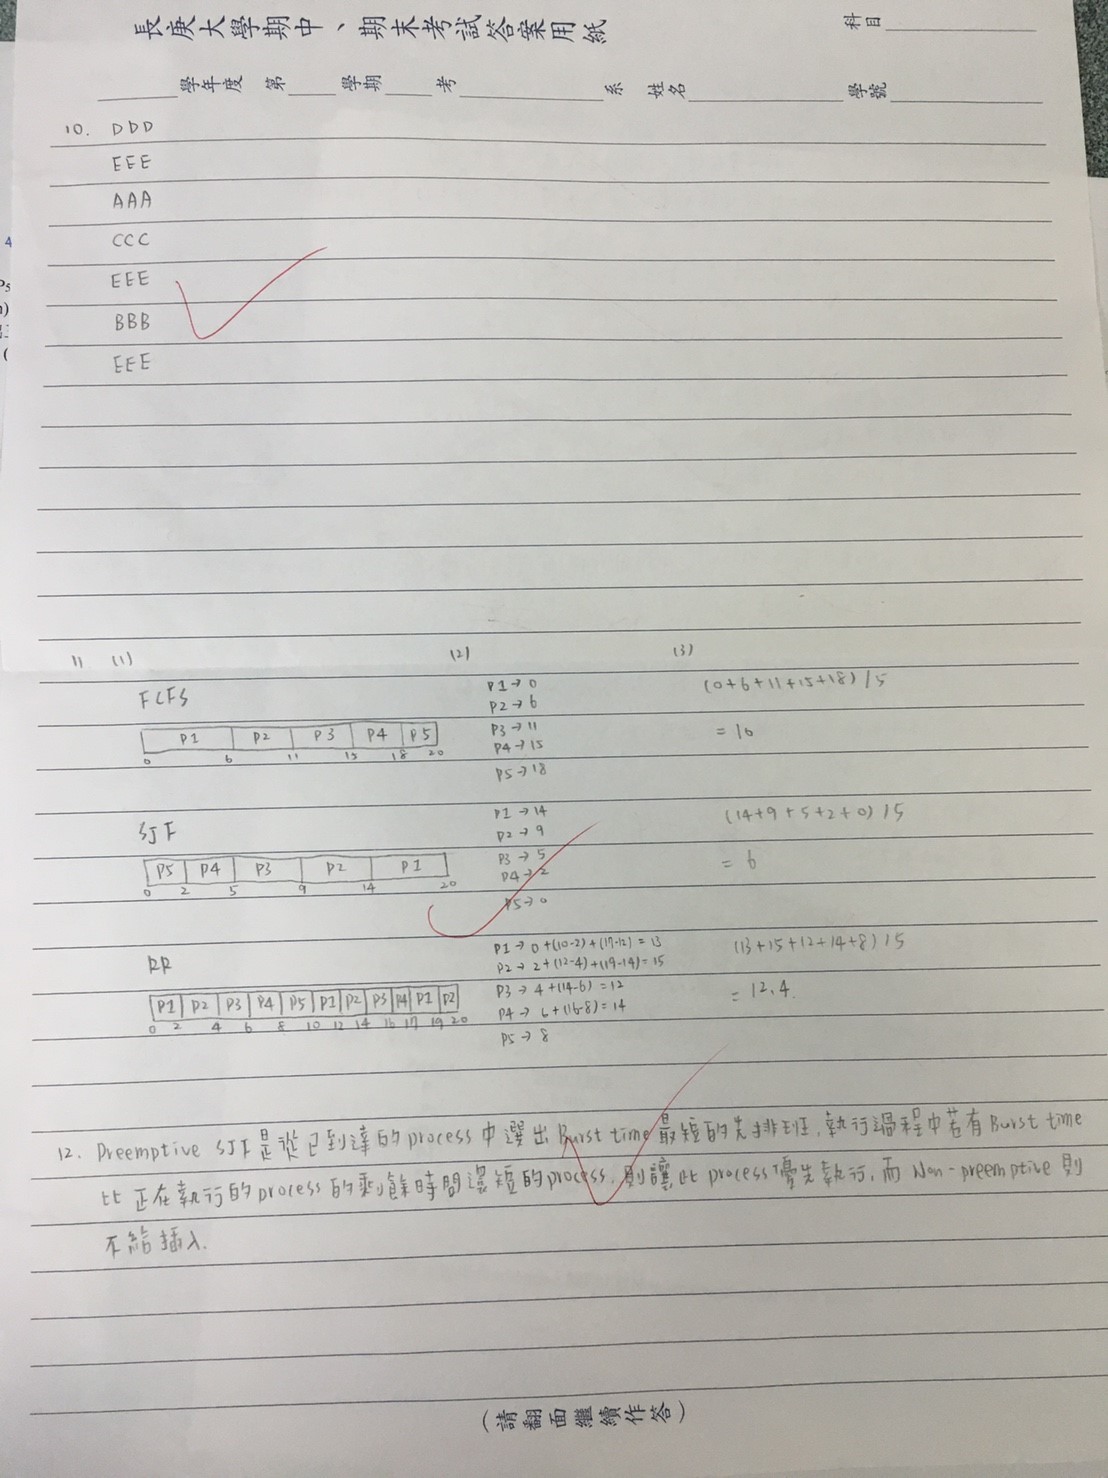 長庚大學期中、期末考試答案用紙
科目
學年度 第 學期 考 系 姓名 學號
10. DDD
EEE
AAA
CCC
EEE
BBB
EEE
4
11 (1) (2) (3)
FCFS
P1 P2 P3 P4 P5
0 6 11 15 18 20
P1→0
P2→6
P3→11
P4→15
P5→18
(0+6+11+15+18)/5
=10
SJF
P5 P4 P3 P2 P1
0 2 5 9 14 20
P1→14
P2→9
P3→5
P4→2
P5→0
(14+9+5+2+0)/5
=6
RR
P1 P2 P3 P4 P5 P1 P2 P3 P4 P1 P2
0 2 4 6 8 10 12 14 16 17 19 20
P1→0+(10-2)+(17-12)=13
P2→2+(12-4)+(19-14)=15
P3→4+(14-6)=12
P4→6+(16-8)=14
P5→8
(13+15+12+14+8)/5
=12.4.
12. Preemptive SJF是從已到達的process中選出Burst time最短的先排班,執行過程中若有Burst time
比正在執行的process的剩餘時間還短的process,則讓此process優先執行,而Non-preemptive則
不給插入.
(請翻面繼續作答)